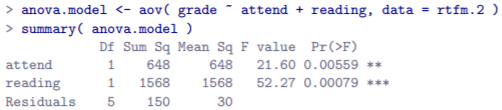 > anova.model <- aov( grade ~ attend + reading, data = rtfm.2 )
> summary( anova.model )
Df Sum Sq Mean Sq F value Pr(>F)
attend 1 648 648 21.60 0.00559 **
reading 1 1568 1568 52.27 0.00079 ***
Residuals 5 150 30